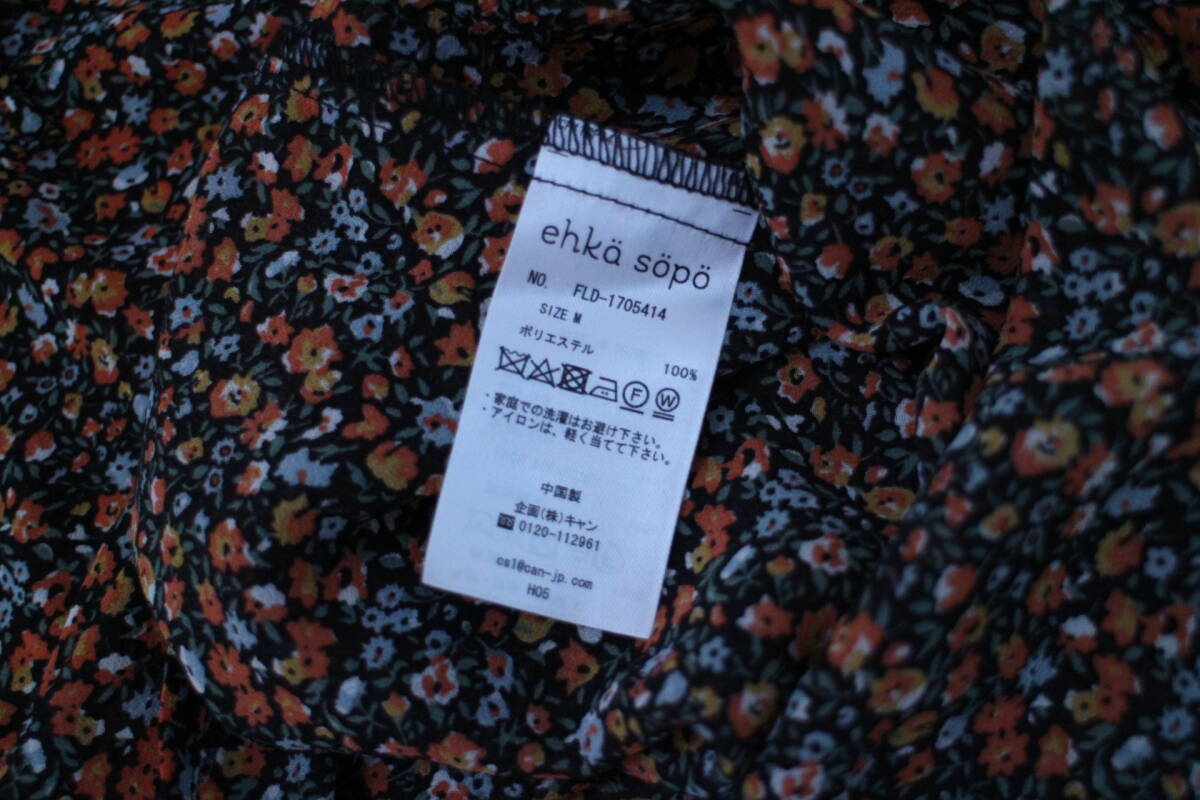 ehkä söpö
NO. FLD-1705414
SIZE M
ポリエステル 100%
F W
・家庭での洗濯はお避け下さい。
・アイロンは、軽く当てて下さい。
中国製
企画(株)キャン
0120-112961
cs1@can-jp.com
H05